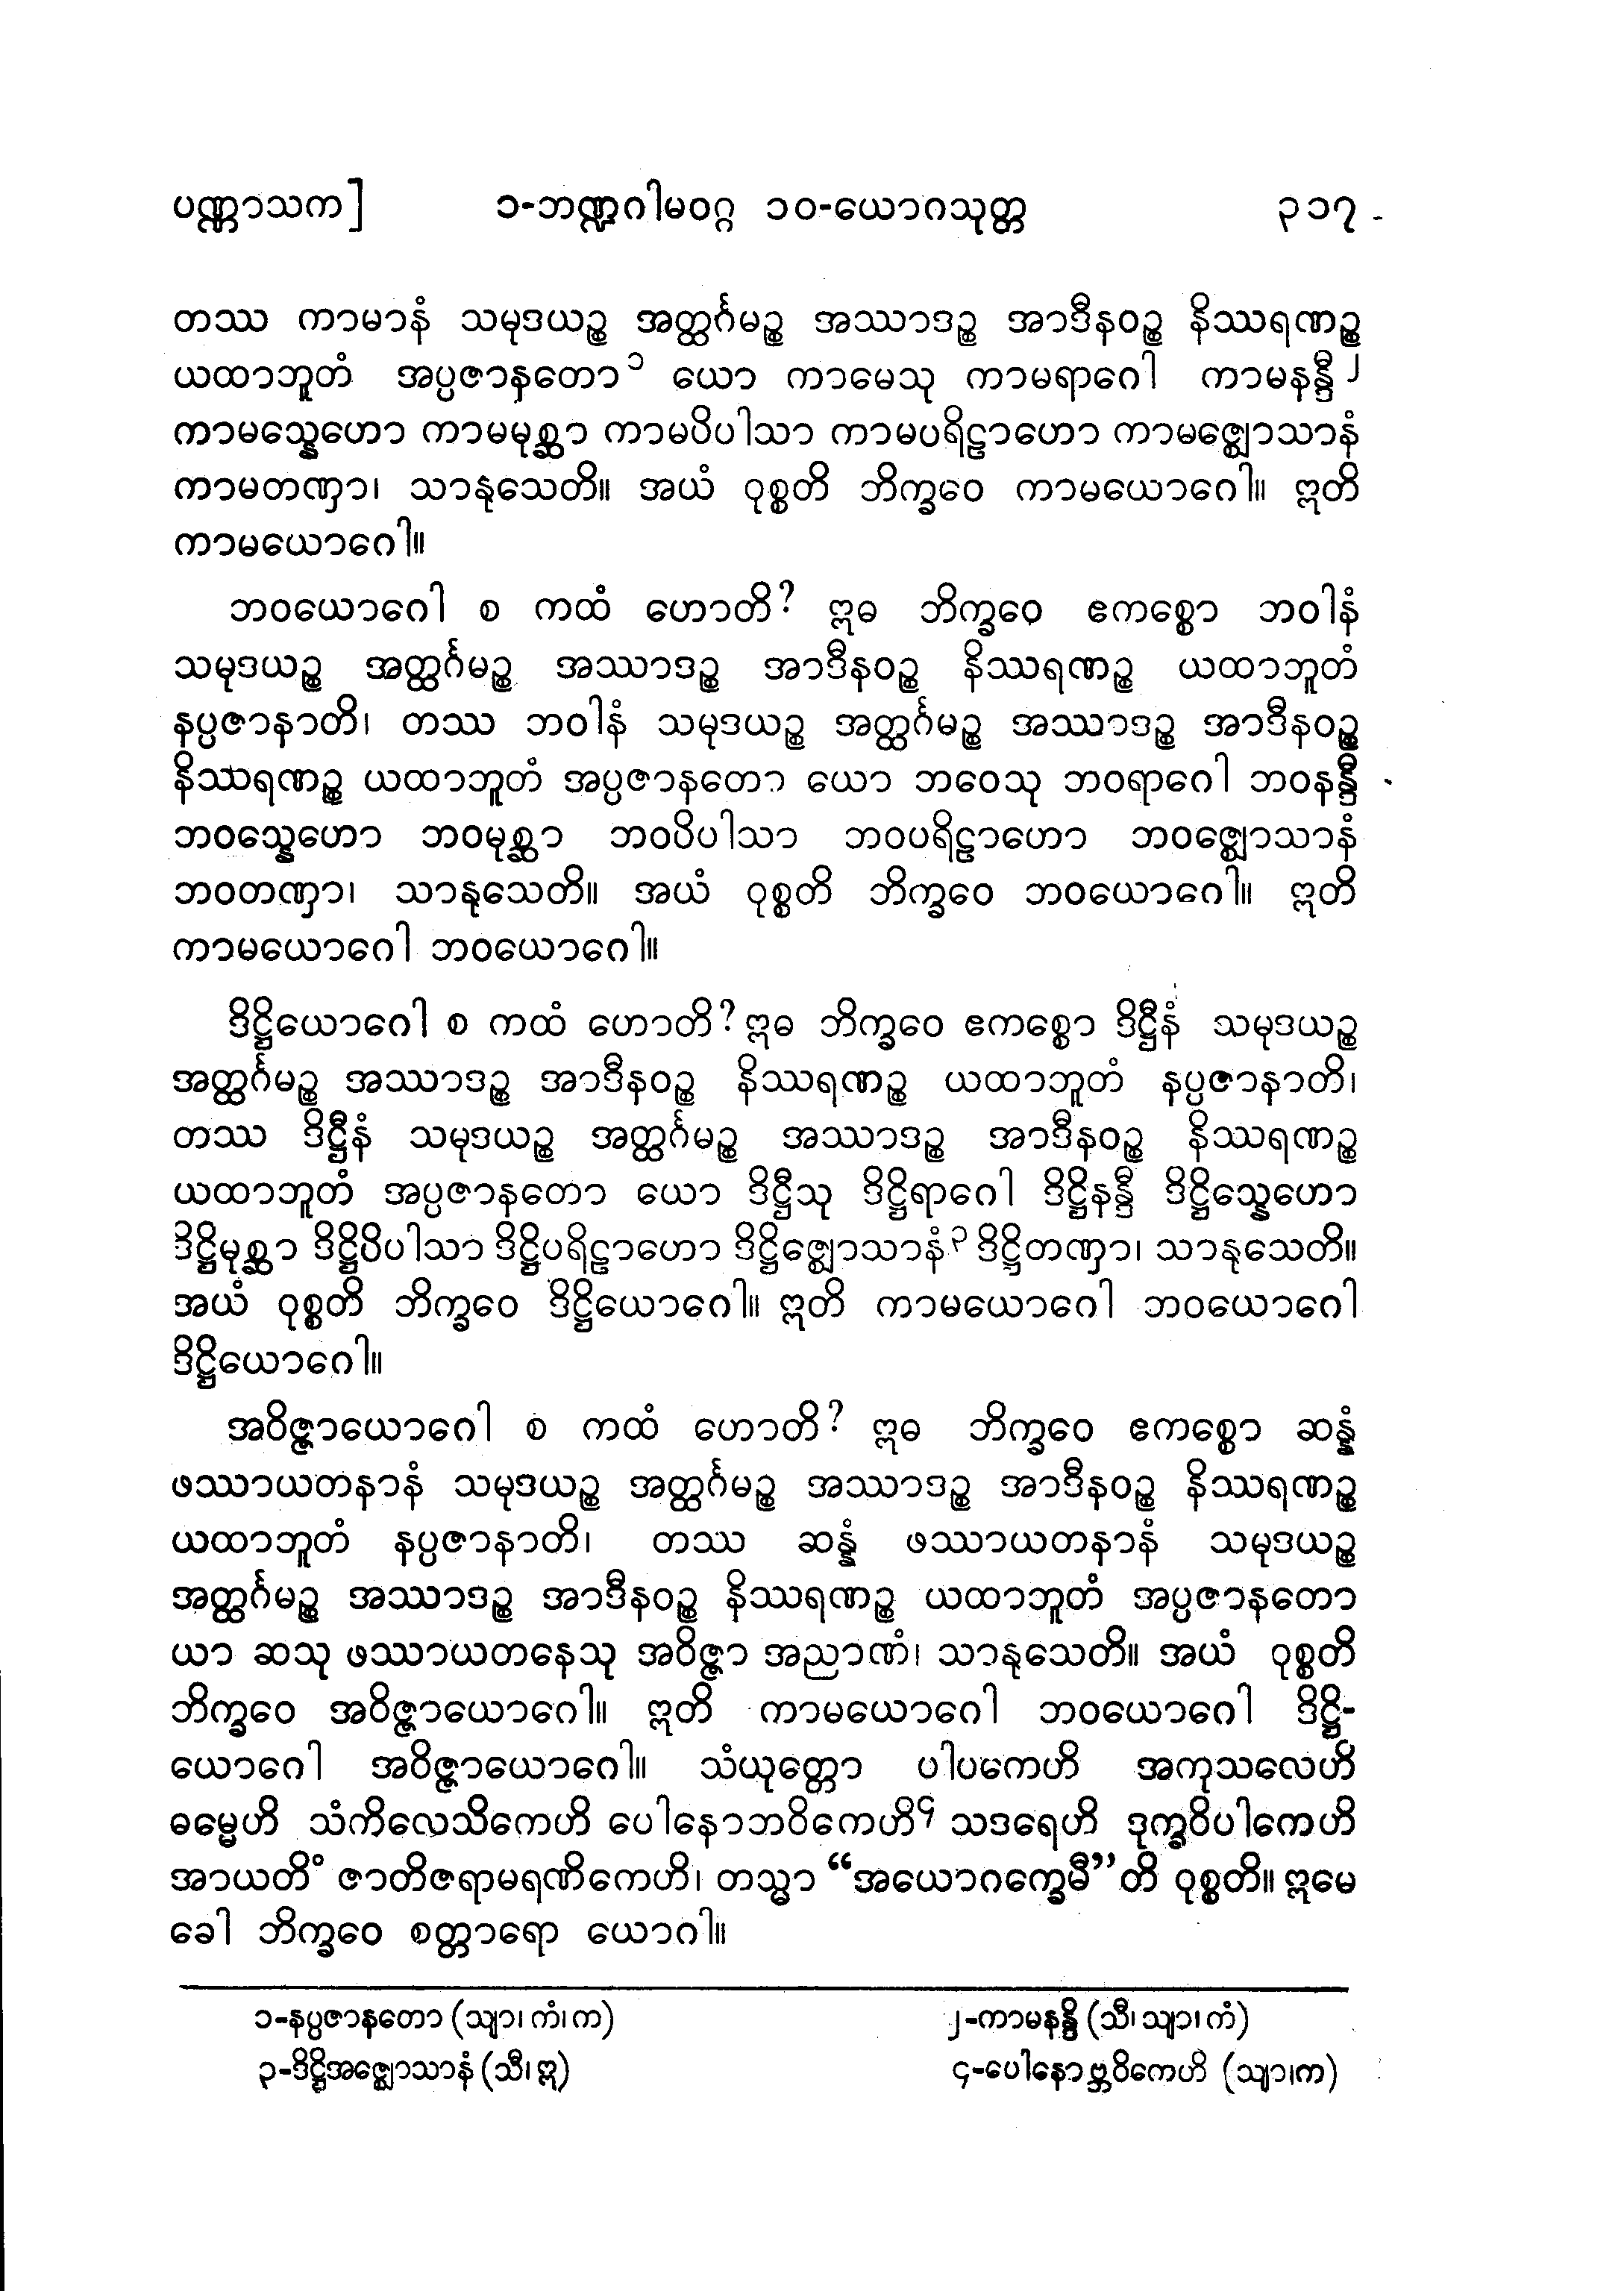 ပဏ္ဏာသက] ၁-ဘဏ္ဍဂါမဝဂ္ဂ ၁၀-ယောဂသုတ္တ ၃၁၇
တဿ ကာမာနံ သမုဒယဉ္စ အတ္ထင်္ဂမဉ္စ အဿာဒဉ္စ အာဒီနဝဉ္စ နိဿရဏဉ္စ
ယထာဘူတံ အပ္ပဇာနတော၁ ယော ကာမေသု ကာမရာဂေါ ကာမနန္ဒီ၂
ကာမသ္နေဟော ကာမမုစ္ဆာ ကာမပိပါသာ ကာမပရိဠာဟော ကာမဇ္ဈောသာနံ
ကာမတဏှာ၊ သာနုသေတိ။ အယံ ဝုစ္စတိ ဘိက္ခဝေ ကာမယောဂေါ။ ဣတိ
ကာမယောဂေါ။
ဘဝယောဂေါ စ ကထံ ဟောတိ? ဣဓ ဘိက္ခဝေ ဧကစ္စော ဘဝါနံ
သမုဒယဉ္စ အတ္ထင်္ဂမဉ္စ အဿာဒဉ္စ အာဒီနဝဉ္စ နိဿရဏဉ္စ ယထာဘူတံ
နပ္ပဇာနာတိ၊ တဿ ဘဝါနံ သမုဒယဉ္စ အတ္ထင်္ဂမဉ္စ အဿာဒဉ္စ အာဒီနဝဉ္စ
နိဿရဏဉ္စ ယထာဘူတံ အပ္ပဇာနတော ယော ဘဝေသု ဘဝရာဂေါ ဘဝနန္ဒီ
ဘဝသ္နေဟော ဘဝမုစ္ဆာ ဘဝပိပါသာ ဘဝပရိဠာဟော ဘဝဇ္ဈောသာနံ
ဘဝတဏှာ၊ သာနုသေတိ။ အယံ ဝုစ္စတိ ဘိက္ခဝေ ဘဝယောဂေါ။ ဣတိ
ကာမယောဂေါ ဘဝယောဂေါ။
ဒိဋ္ဌိယောဂေါ စ ကထံ ဟောတိ? ဣဓ ဘိက္ခဝေ ဧကစ္စော ဒိဋ္ဌီနံ သမုဒယဉ္စ
အတ္ထင်္ဂမဉ္စ အဿာဒဉ္စ အာဒီနဝဉ္စ နိဿရဏဉ္စ ယထာဘူတံ နပ္ပဇာနာတိ၊
တဿ ဒိဋ္ဌီနံ သမုဒယဉ္စ အတ္ထင်္ဂမဉ္စ အဿာဒဉ္စ အာဒီနဝဉ္စ နိဿရဏဉ္စ
ယထာဘူတံ အပ္ပဇာနတော ယော ဒိဋ္ဌီသု ဒိဋ္ဌိရာဂေါ ဒိဋ္ဌိနန္ဒီ ဒိဋ္ဌိသ္နေဟော
ဒိဋ္ဌိမုစ္ဆာ ဒိဋ္ဌိပိပါသာ ဒိဋ္ဌိပရိဠာဟော ဒိဋ္ဌိဇ္ဈောသာနံ၃ ဒိဋ္ဌိတဏှာ၊ သာနုသေတိ။
အယံ ဝုစ္စတိ ဘိက္ခဝေ ဒိဋ္ဌိယောဂေါ။ ဣတိ ကာမယောဂေါ ဘဝယောဂေါ
ဒိဋ္ဌိယောဂေါ။
အဝိဇ္ဇာယောဂေါ စ ကထံ ဟောတိ? ဣဓ ဘိက္ခဝေ ဧကစ္စော ဆန္နံ
ဖဿာယတနာနံ သမုဒယဉ္စ အတ္ထင်္ဂမဉ္စ အဿာဒဉ္စ အာဒီနဝဉ္စ နိဿရဏဉ္စ
ယထာဘူတံ နပ္ပဇာနာတိ၊ တဿ ဆန္နံ ဖဿာယတနာနံ သမုဒယဉ္စ
အတ္ထင်္ဂမဉ္စ အဿာဒဉ္စ အာဒီနဝဉ္စ နိဿရဏဉ္စ ယထာဘူတံ အပ္ပဇာနတော
ယာ ဆသု ဖဿာယတနေသု အဝိဇ္ဇာ အညာဏံ၊ သာနုသေတိ။ အယံ ဝုစ္စတိ
ဘိက္ခဝေ အဝိဇ္ဇာယောဂေါ။ ဣတိ ကာမယောဂေါ ဘဝယောဂေါ ဒိဋ္ဌိ-
ယောဂေါ အဝိဇ္ဇာယောဂေါ။ သံယုတ္တော ပါပကေဟိ အကုသလေဟိ
ဓမ္မေဟိ သံကိလေသိကေဟိ ပေါနောဘဝိကေဟိ၄ သဒရေဟိ ဒုက္ခဝိပါကေဟိ
အာယတိံ ဇာတိဇရာမရဏိကေဟိ၊ တသ္မာ “အယောဂက္ခေမီ”တိ ဝုစ္စတိ။ ဣမေ
ခေါ ဘိက္ခဝေ စတ္တာရော ယောဂါ။
၁-နပ္ပဇာနတော (သျာ၊ ကံ၊ က) ၂-ကာမနန္ဒိ (သီ၊ သျာ၊ ကံ)
၃-ဒိဋ္ဌိအဇ္ဈောသာနံ (သီ၊ ဣ) ၄-ပေါနောဗ္ဘဝိကေဟိ (သျာ၊က)